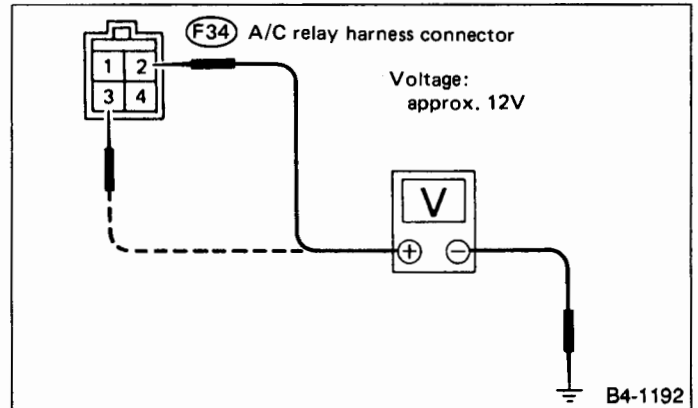 F34 A/C relay harness connector
1 2
3 4
Voltage:
approx. 12V
V
+ −
B4-1192